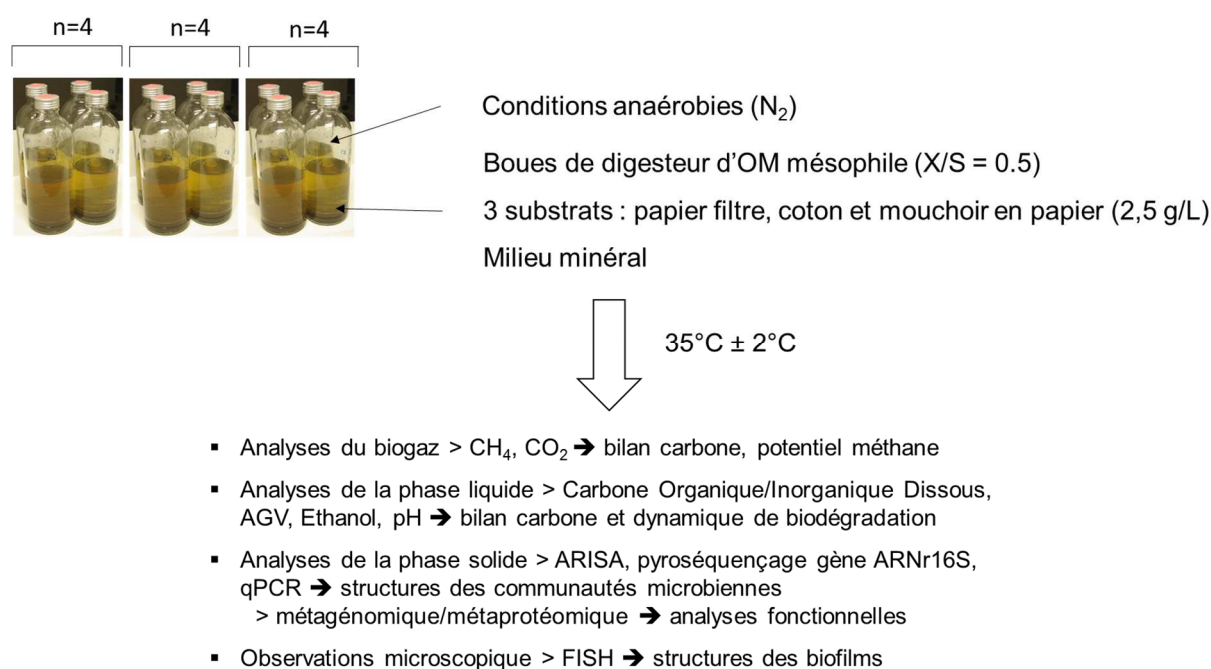 n=4 n=4 n=4
Conditions anaérobies (N₂)
Boues de digesteur d'OM mésophile (X/S = 0.5)
3 substrats : papier filtre, coton et mouchoir en papier (2,5 g/L)
Milieu minéral
35°C ± 2°C
▪ Analyses du biogaz > CH₄, CO₂ ➔ bilan carbone, potentiel méthane
▪ Analyses de la phase liquide > Carbone Organique/Inorganique Dissous,
AGV, Ethanol, pH ➔ bilan carbone et dynamique de biodégradation
▪ Analyses de la phase solide > ARISA, pyroséquençage gène ARNr16S,
qPCR ➔ structures des communautés microbiennes
> métagénomique/métaprotéomique ➔ analyses fonctionnelles
▪ Observations microscopique > FISH ➔ structures des biofilms